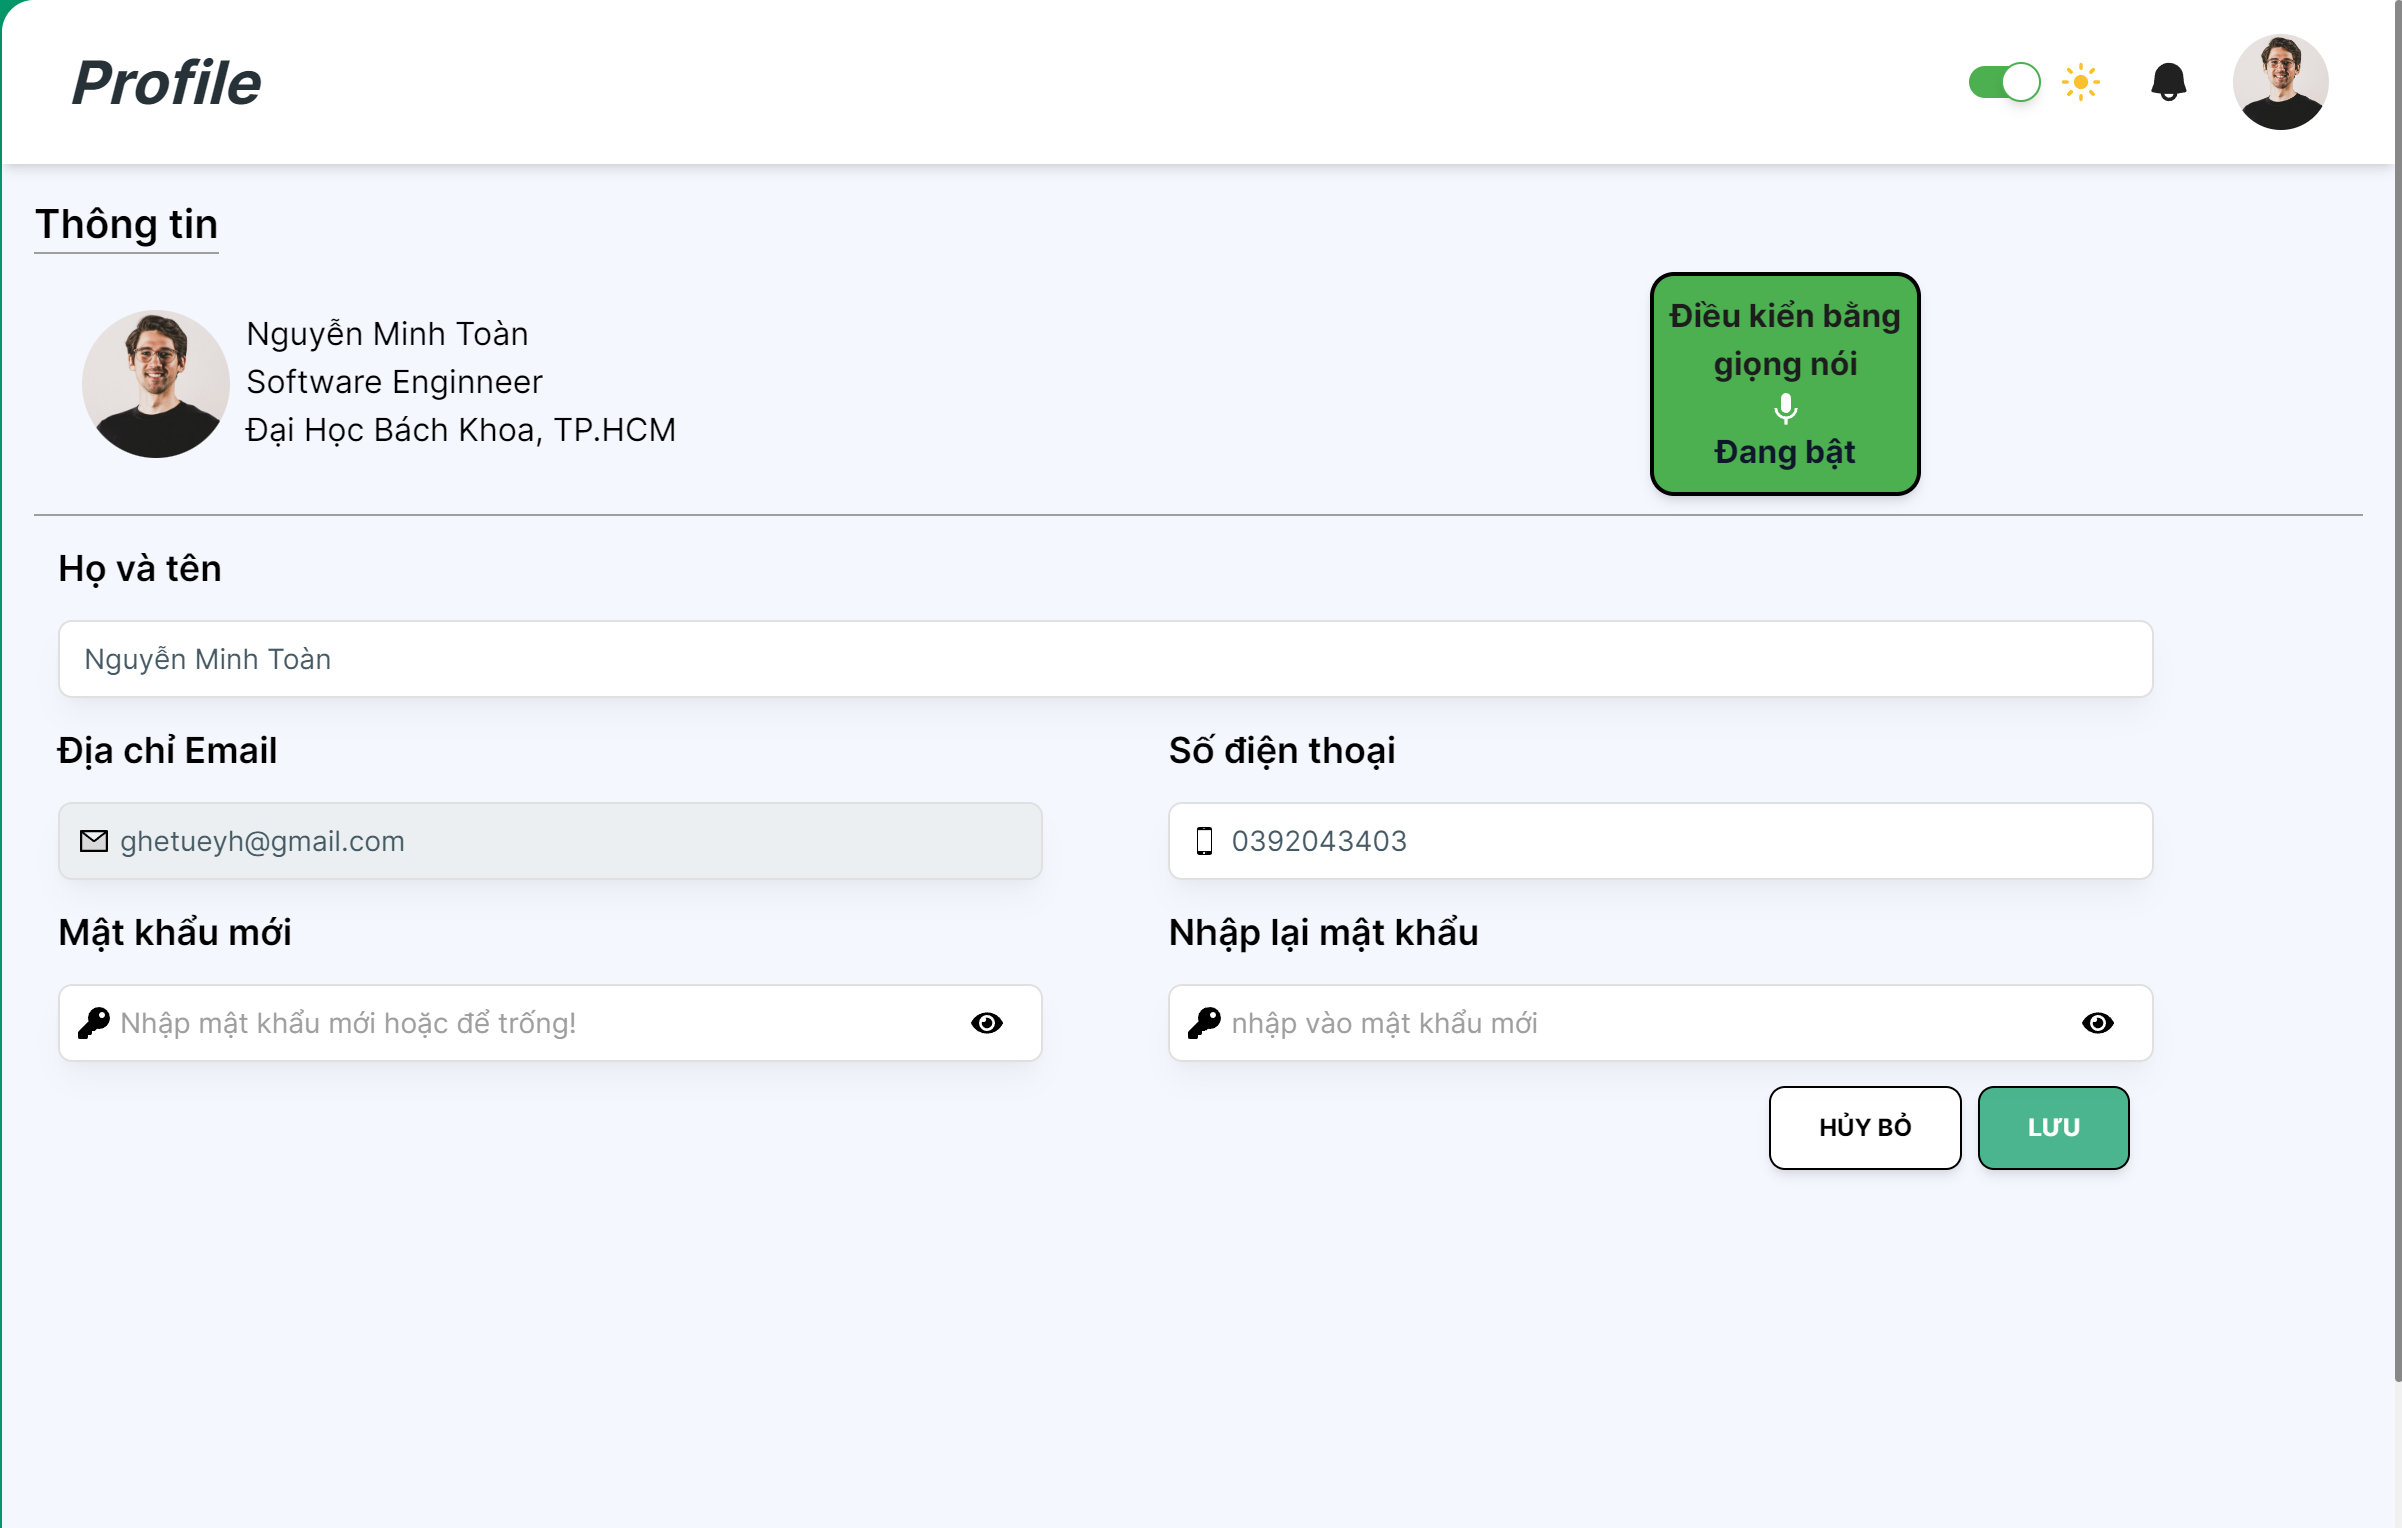 Profile
Thông tin
Nguyễn Minh Toàn
Software Enginneer
Đại Học Bách Khoa, TP.HCM
Điều kiển bằng
giọng nói
Đang bật
Họ và tên
Nguyễn Minh Toàn
Địa chỉ Email
Số điện thoại
ghetueyh@gmail.com
0392043403
Mật khẩu mới
Nhập lại mật khẩu
Nhập mật khẩu mới hoặc để trống!
nhập vào mật khẩu mới
HỦY BỎ
LƯU